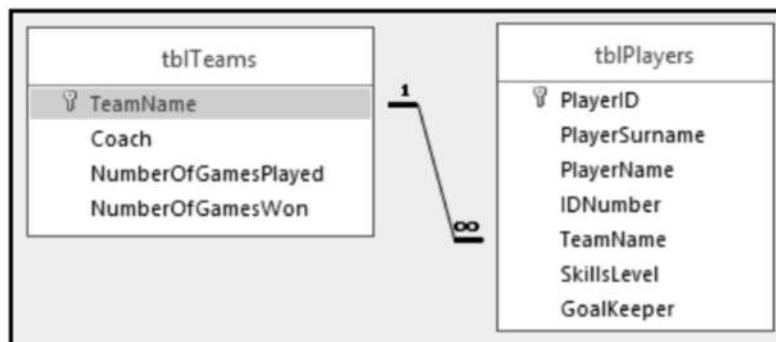 tblTeams
TeamName
Coach
NumberOfGamesPlayed
NumberOfGamesWon
1
∞
tblPlayers
PlayerID
PlayerSurname
PlayerName
IDNumber
TeamName
SkillsLevel
GoalKeeper